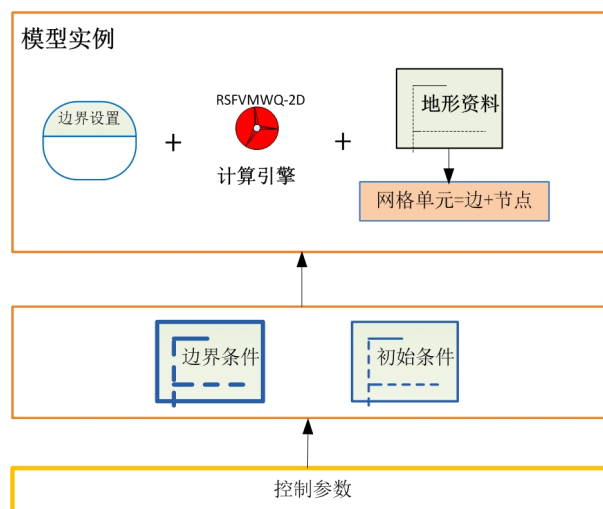 模型实例
边界设置
+
RSFVMWQ-2D
计算引擎
+
地形资料
网格单元=边+节点
边界条件
初始条件
控制参数